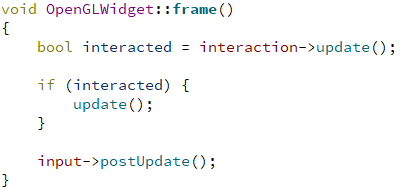 void OpenGLWidget::frame()
{
    bool interacted = interaction->update();

    if (interacted) {
        update();
    }

    input->postUpdate();
}